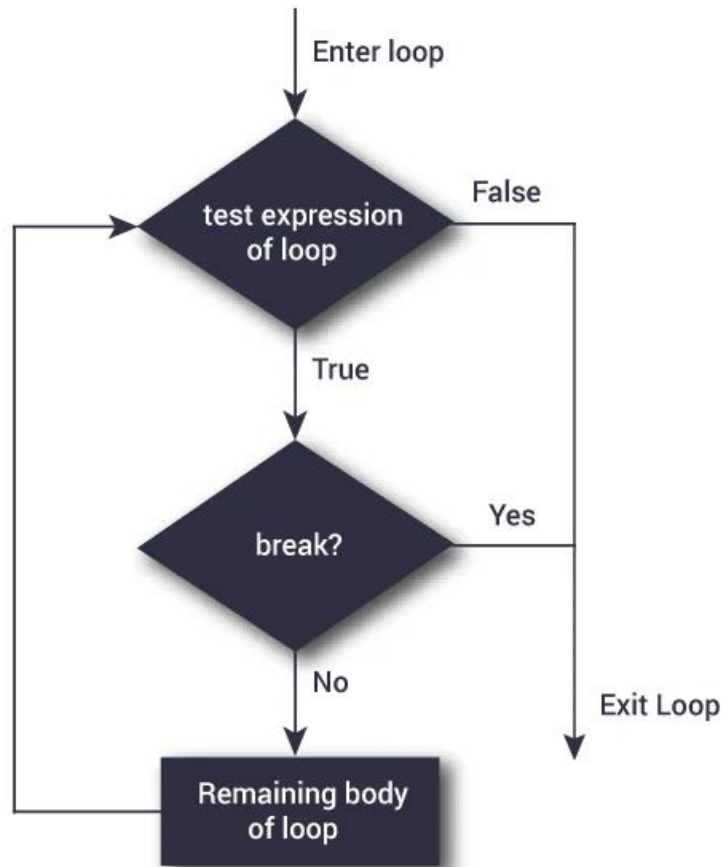 Enter loop
test expression
of loop
False
True
break?
Yes
No
Exit Loop
Remaining body
of loop